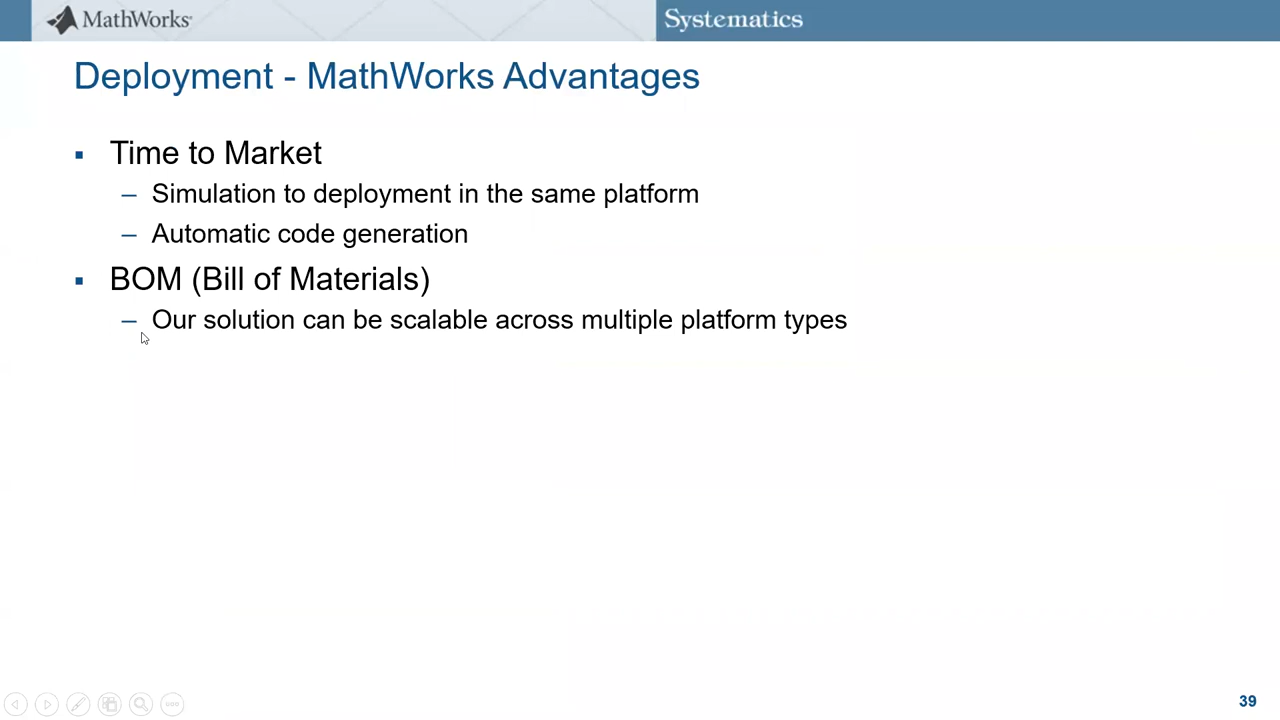 MathWorks
Systematics
Deployment - MathWorks Advantages
▪ Time to Market
– Simulation to deployment in the same platform
– Automatic code generation
▪ BOM (Bill of Materials)
– Our solution can be scalable across multiple platform types
39